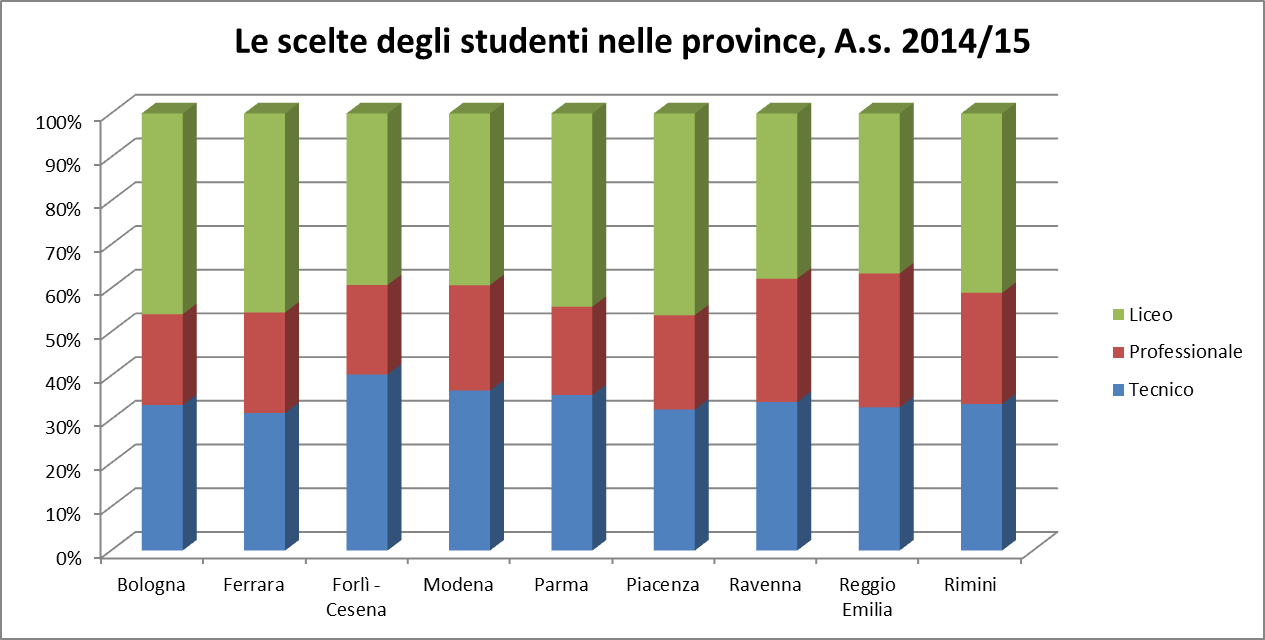 Le scelte degli studenti nelle province, A.s. 2014/15
100%
90%
80%
70%
60%
50%
40%
30%
20%
10%
0%
Bologna
Ferrara
Forlì -
Cesena
Modena
Parma
Piacenza
Ravenna
Reggio
Emilia
Rimini
Liceo
Professionale
Tecnico